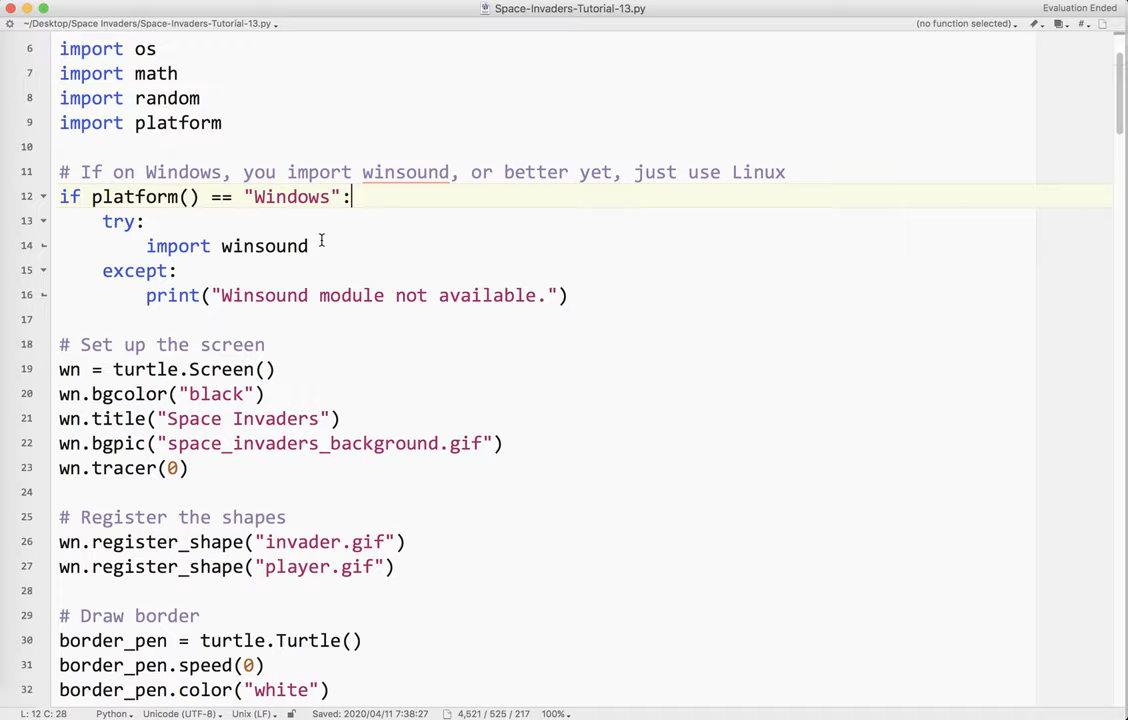 Space-Invaders-Tutorial-13.py
Evaluation Ended
~/Desktop/Space Invaders/Space-Invaders-Tutorial-13.py
(no function selected)
#
6 import os
7 import math
8 import random
9 import platform
10
11 # If on Windows, you import winsound, or better yet, just use Linux
12 if platform() == "Windows":
13 try:
14 import winsound
15 except:
16 print("Winsound module not available.")
17
18 # Set up the screen
19 wn = turtle.Screen()
20 wn.bgcolor("black")
21 wn.title("Space Invaders")
22 wn.bgpic("space_invaders_background.gif")
23 wn.tracer(0)
24
25 # Register the shapes
26 wn.register_shape("invader.gif")
27 wn.register_shape("player.gif")
28
29 # Draw border
30 border_pen = turtle.Turtle()
31 border_pen.speed(0)
32 border_pen.color("white")
L: 12 C: 28 Python Unicode (UTF-8) Unix (LF) Saved: 2020/04/11 7:38:27 4,521 / 525 / 217 100%